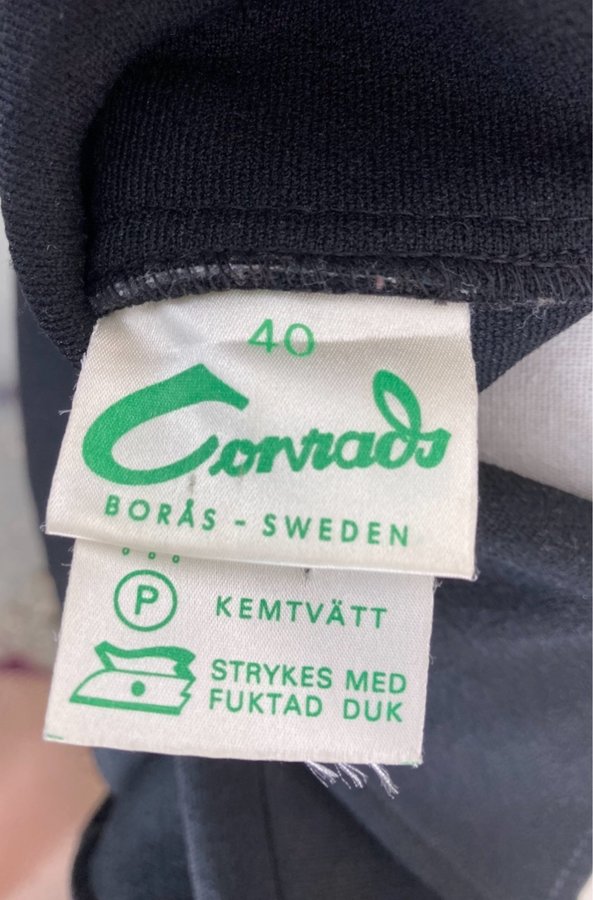 40
Conrads
BORÅS - SWEDEN
P
KEMTVÄTT
STRYKES MED
FUKTAD DUK